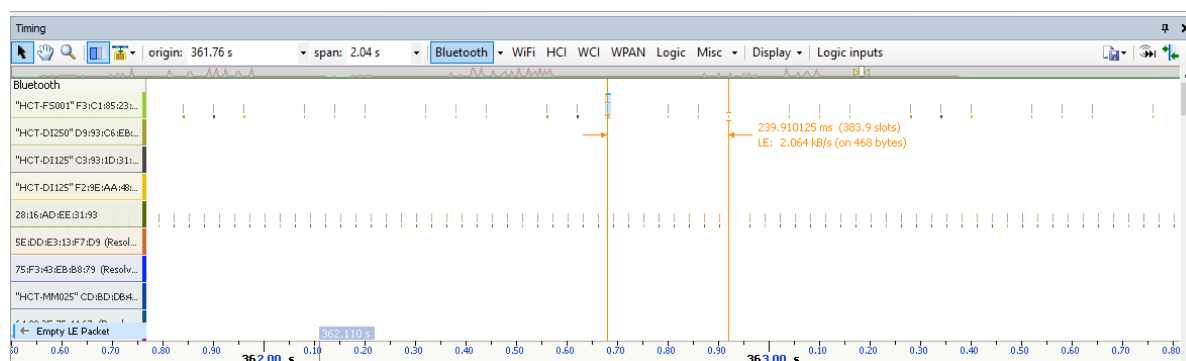 Timing
origin: 361.76 s span: 2.04 s Bluetooth WiFi HCI WCI WPAN Logic Misc Display Logic inputs
Bluetooth
"HCT-FS001" F3:C1:85:23:...
"HCT-DI250" D9:93:C6:EB:...
239.910125 ms (383.9 slots)
LE: 2.064 kB/s (on 468 bytes)
"HCT-DI125" C3:93:1D:31:...
"HCT-DI125" F2:9E:AA:48:...
28:16:AD:EE:31:93
5E:DD:E3:13:F7:D9 (Resol...
75:F3:43:EB:B8:79 (Resolv...
"HCT-MM025" CD:BD:DB:4...
← Empty LE Packet
362.110 s
0.60 0.70 0.80 0.90 362.00 s 0.10 0.20 0.30 0.40 0.50 0.60 0.70 0.80 0.90 363.00 s 0.10 0.20 0.30 0.40 0.50 0.60 0.70 0.80